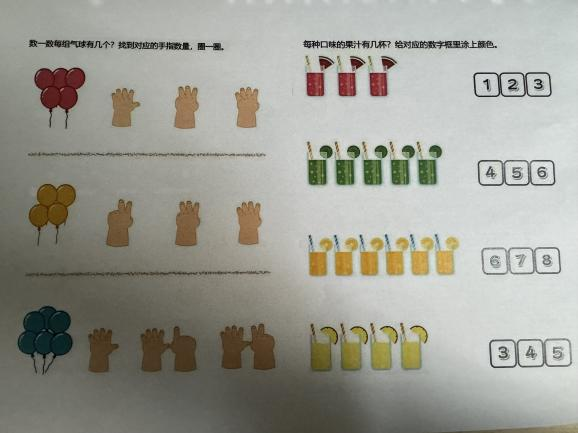 数一数每组气球有几个？找到对应的手指数量，圈一圈。
每种口味的果汁有几杯？给对应的数字框里涂上颜色。
1 2 3
4 5 6
6 7 8
3 4 5